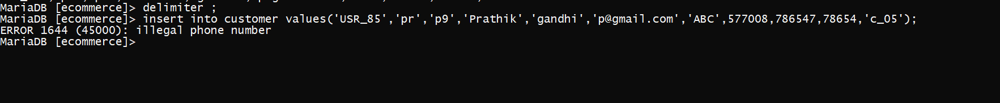 MariaDB [ecommerce]> delimiter ;
MariaDB [ecommerce]> insert into customer values('USR_85','pr','p9','Prathik','gandhi','p@gmail.com','ABC',577008,786547,78654,'c_05');
ERROR 1644 (45000): illegal phone number
MariaDB [ecommerce]>